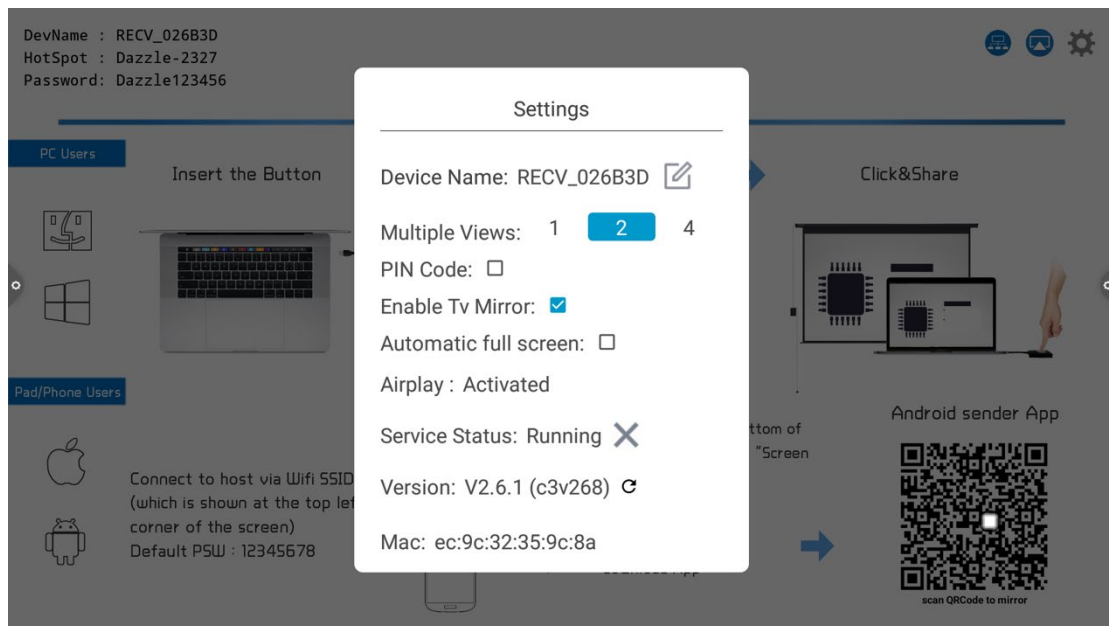 DevName : RECV_026B3D
HotSpot : Dazzle-2327
Password: Dazzle123456
PC Users
Insert the Button
Click&Share
Settings
Device Name: RECV_026B3D
Multiple Views: 1 2 4
PIN Code:
Enable Tv Mirror:
Automatic full screen:
Airplay : Activated
Service Status: Running
Version: V2.6.1 (c3v268)
Mac: ec:9c:32:35:9c:8a
Pad/Phone Users
Connect to host via Wifi SSID
(which is shown at the top lef
corner of the screen)
Default PSW : 12345678
ttom of
"Screen
Android sender App
scan QRCode to mirror